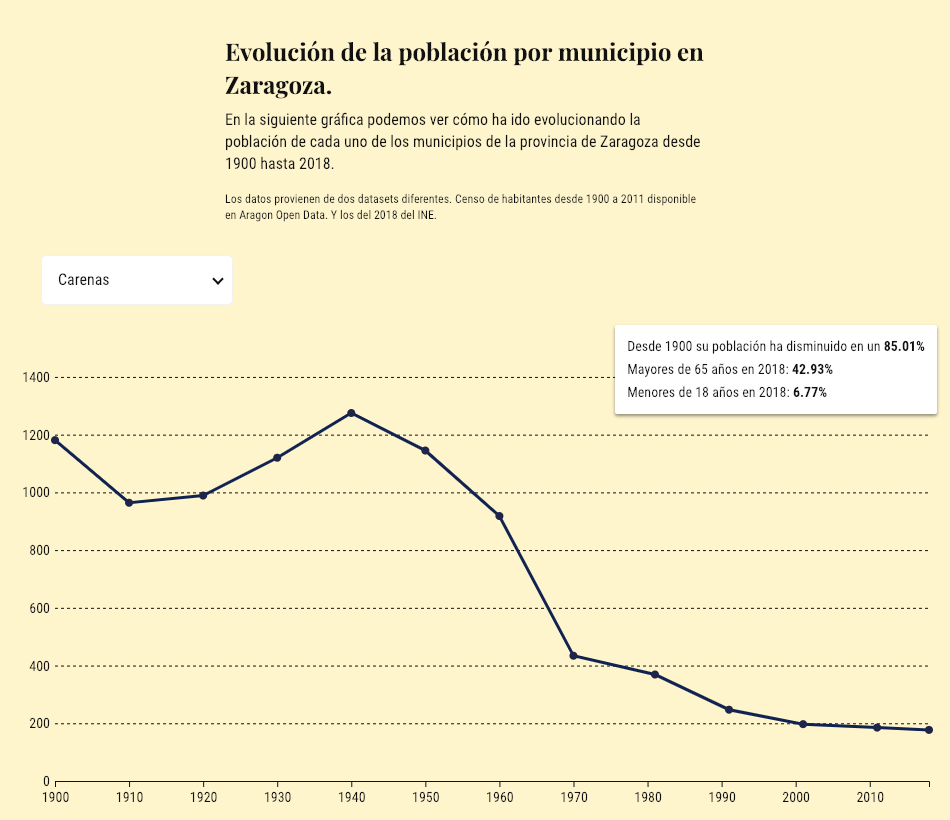 Evolución de la población por municipio en
Zaragoza.
En la siguiente gráfica podemos ver cómo ha ido evolucionando la
población de cada uno de los municipios de la provincia de Zaragoza desde
1900 hasta 2018.
Los datos provienen de dos datasets diferentes. Censo de habitantes desde 1900 a 2011 disponible
en Aragon Open Data. Y los del 2018 del INE.
Carenas
Desde 1900 su población ha disminuido en un 85.01%
Mayores de 65 años en 2018: 42.93%
Menores de 18 años en 2018: 6.77%
1400
1200
1000
800
600
400
200
0
1900 1910 1920 1930 1940 1950 1960 1970 1980 1990 2000 2010